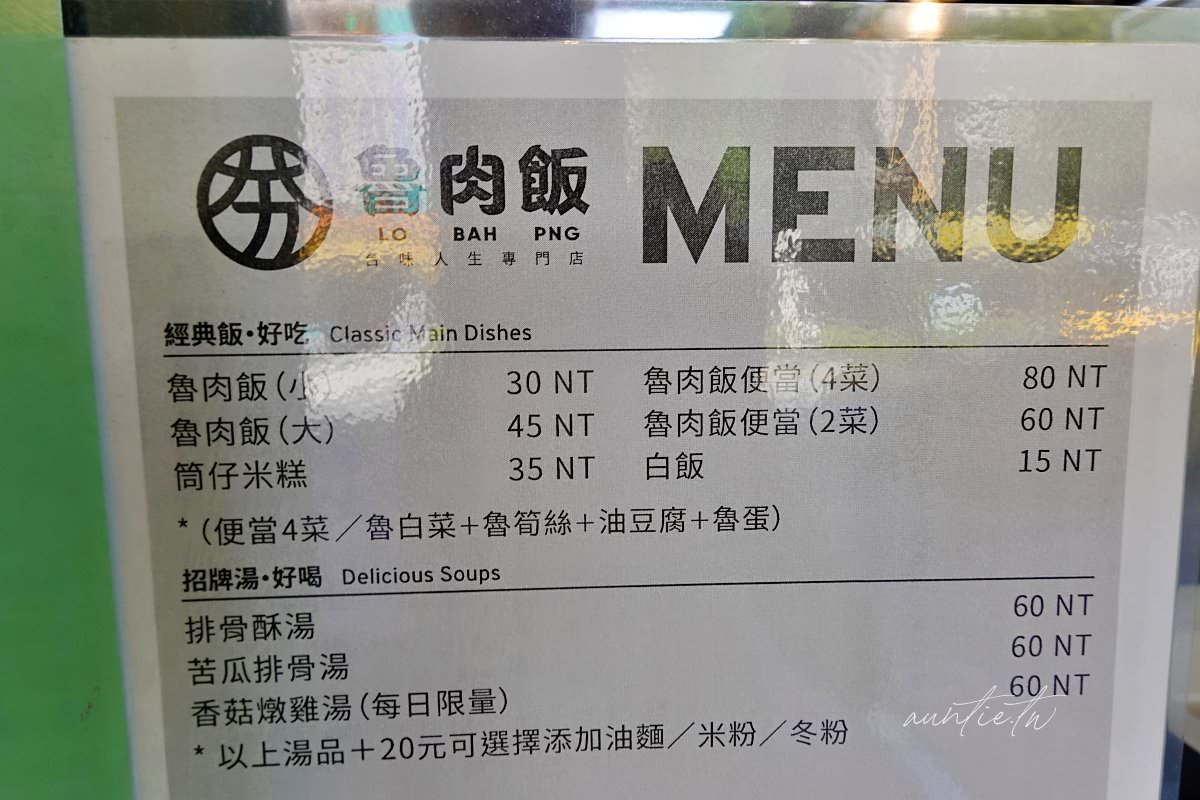 魯肉飯 MENU
LO BAH PNG
台味人生專門店
經典飯・好吃 Classic Main Dishes
魯肉飯（小） 30 NT 魯肉飯便當（4菜） 80 NT
魯肉飯（大） 45 NT 魯肉飯便當（2菜） 60 NT
筒仔米糕 35 NT 白飯 15 NT
*（便當4菜／魯白菜＋魯筍絲＋油豆腐＋魯蛋）
招牌湯・好喝 Delicious Soups
排骨酥湯 60 NT
苦瓜排骨湯 60 NT
香菇燉雞湯（每日限量） 60 NT
* 以上湯品＋20元可選擇添加油麵／米粉／冬粉
auntie.tw